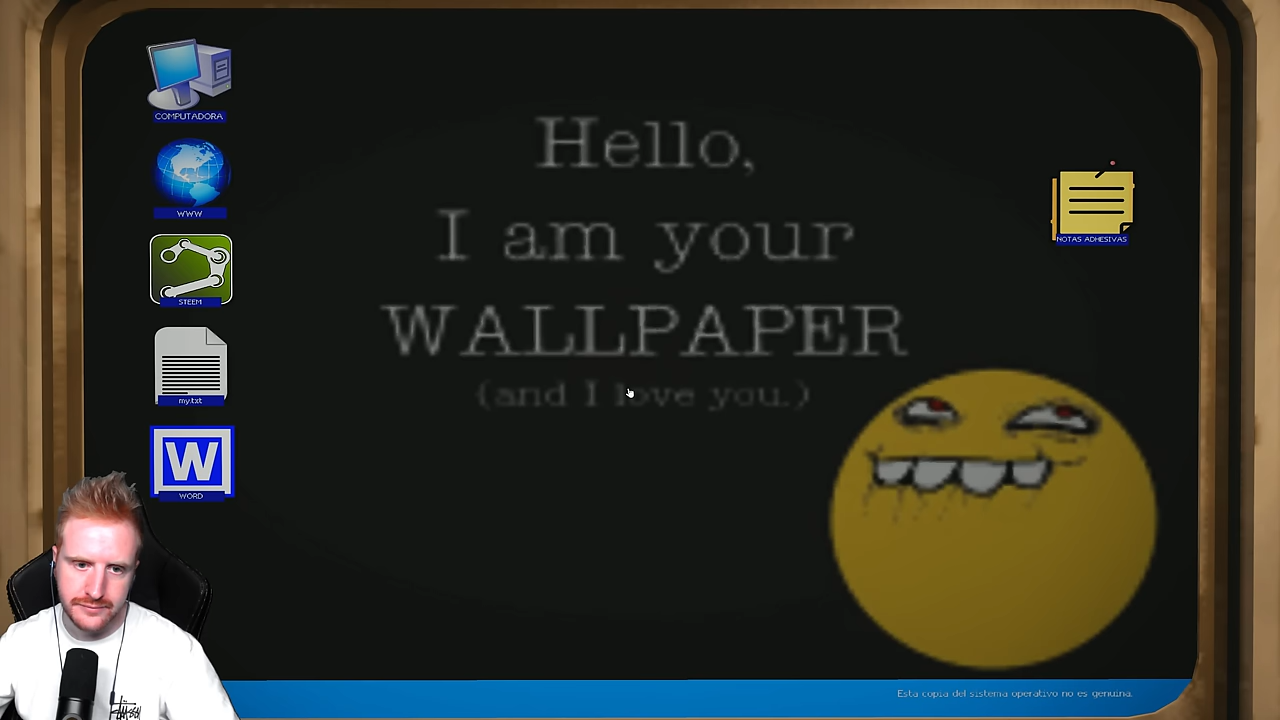 COMPUTADORA
WWW
STEEM
my.txt
W
WORD
Hello,
I am your
WALLPAPER
(and I love you.)
NOTAS ADHESIVAS
Esta copia del sistema operativo no es genuina.